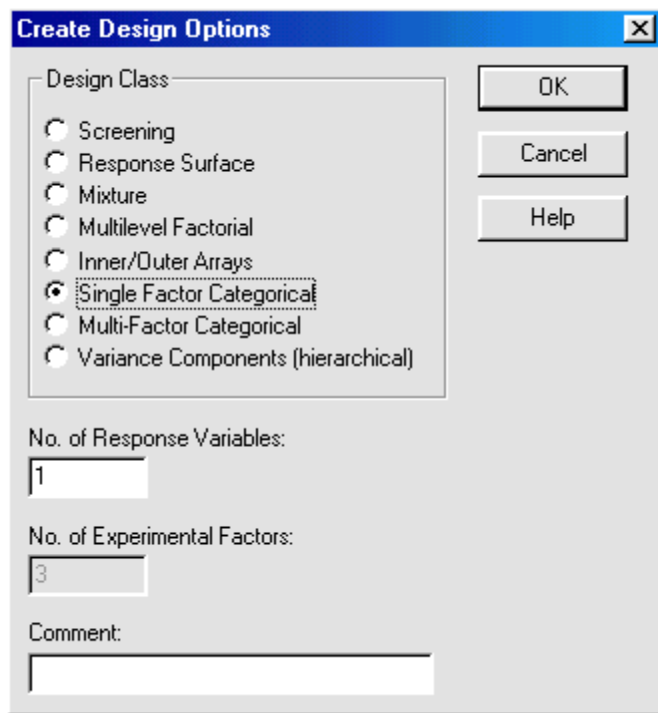 Create Design Options
Design Class
Screening
Response Surface
Mixture
Multilevel Factorial
Inner/Outer Arrays
Single Factor Categorical
Multi-Factor Categorical
Variance Components (hierarchical)
OK
Cancel
Help
No. of Response Variables:
1
No. of Experimental Factors:
3
Comment: